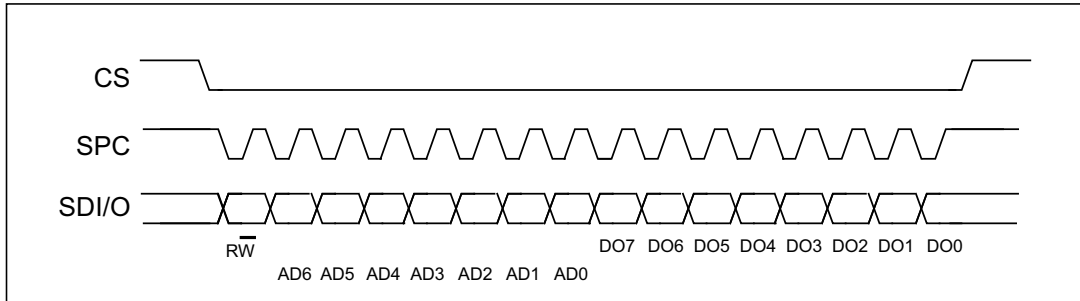 CS
SPC
SDI/O
RW DO7 DO6 DO5 DO4 DO3 DO2 DO1 DO0
AD6 AD5 AD4 AD3 AD2 AD1 AD0